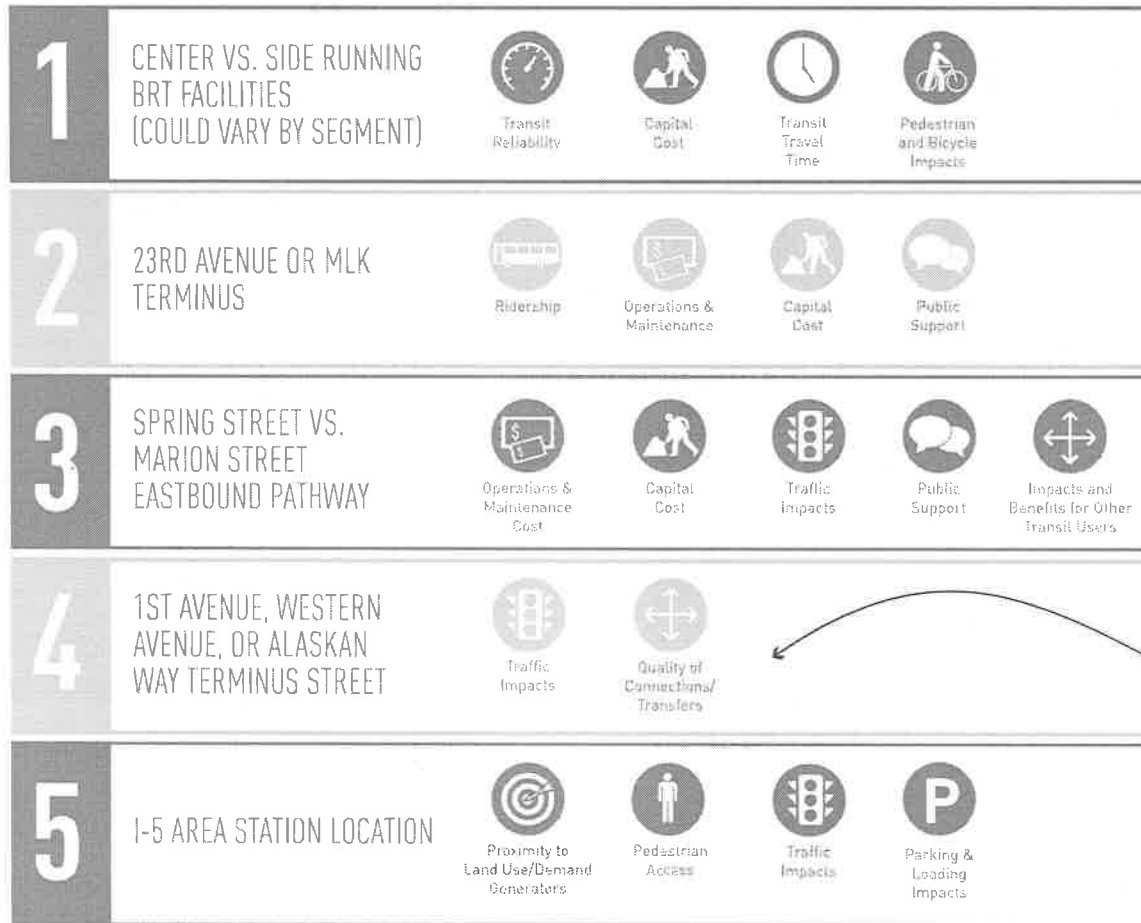 1
CENTER VS. SIDE RUNNING
BRT FACILITIES
(COULD VARY BY SEGMENT)
Transit
Reliability
Capital
Cost
Transit
Travel
Time
Pedestrian
and Bicycle
Impacts
2
23RD AVENUE OR MLK
TERMINUS
Ridership
$
Operations &
Maintenance
Capital
Cost
Public
Support
3
SPRING STREET VS.
MARION STREET
EASTBOUND PATHWAY
$
$
Operations &
Maintenance
Cost
Capital
Cost
Traffic
Impacts
Public
Support
Impacts and
Benefits for Other
Transit Users
4
1ST AVENUE, WESTERN
AVENUE, OR ALASKAN
WAY TERMINUS STREET
Traffic
Impacts
Quality of
Connections/
Transfers
5
I-5 AREA STATION LOCATION
Proximity to
Land Use/Demand
Generators
Pedestrian
Access
Traffic
Impacts
P
Parking &
Loading
Impacts